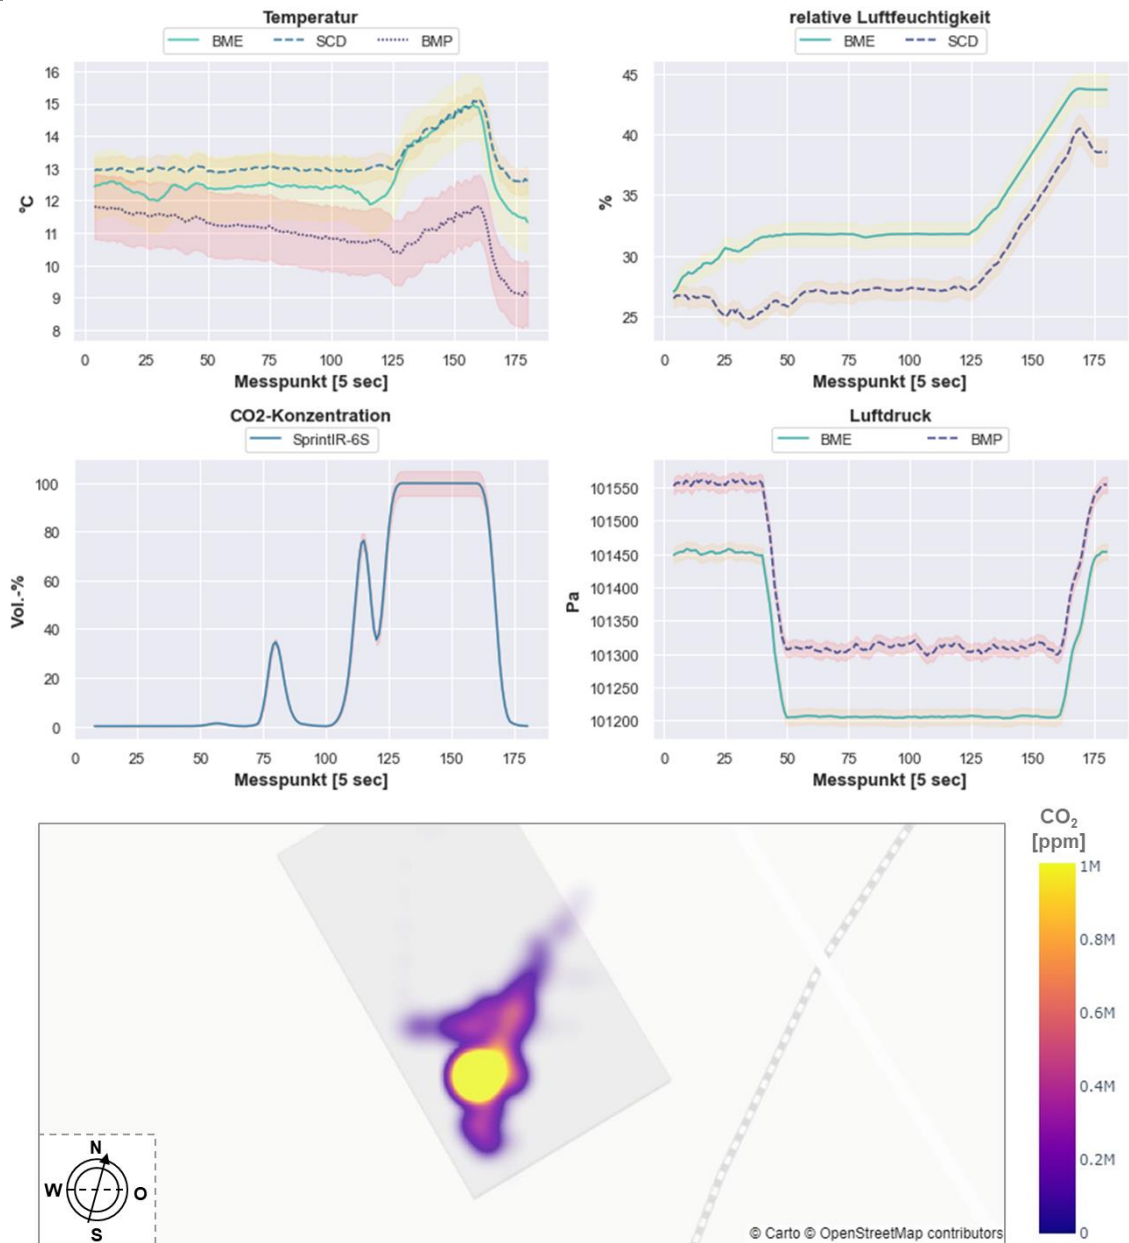 Temperatur
BME SCD BMP
16
15
14
13
12
11
10
9
8
°C
0 25 50 75 100 125 150 175
Messpunkt [5 sec]
relative Luftfeuchtigkeit
BME SCD
45
40
35
30
25
%
0 25 50 75 100 125 150 175
Messpunkt [5 sec]
CO2-Konzentration
SprintIR-6S
100
80
60
40
20
0
Vol.-%
0 25 50 75 100 125 150 175
Messpunkt [5 sec]
Luftdruck
BME BMP
101550
101500
101450
101400
101350
101300
101250
101200
Pa
0 25 50 75 100 125 150 175
Messpunkt [5 sec]
CO₂
[ppm]
1M
0.8M
0.6M
0.4M
0.2M
0
N
W O
S
© Carto © OpenStreetMap contributors